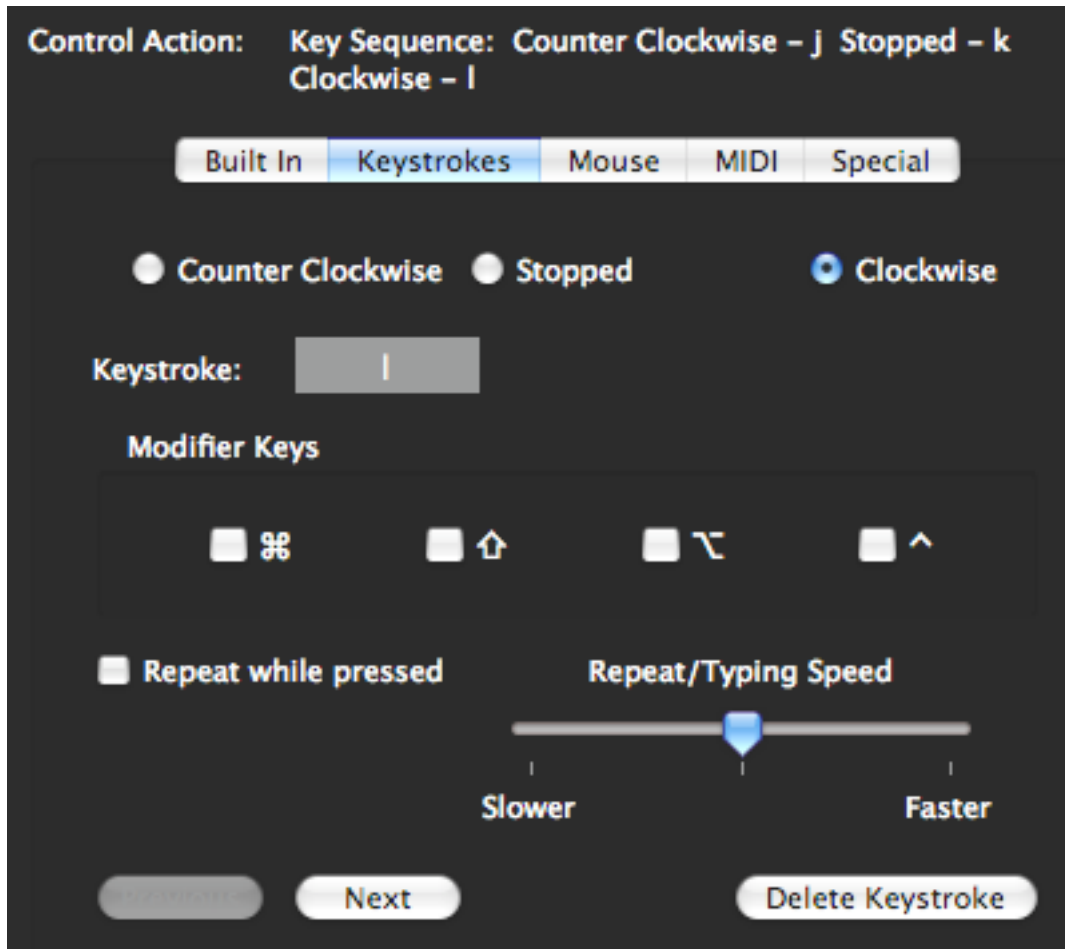 Control Action: Key Sequence: Counter Clockwise – j Stopped – k
Clockwise – l
Built In Keystrokes Mouse MIDI Special
Counter Clockwise Stopped Clockwise
Keystroke: l
Modifier Keys
⌘ ⇧ ⌥ ^
Repeat while pressed Repeat/Typing Speed
Slower Faster
Previous Next Delete Keystroke